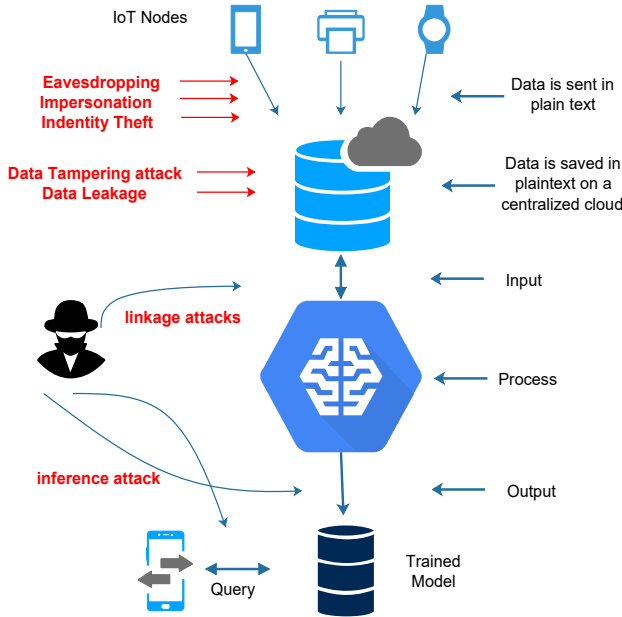 IoT Nodes
Eavesdropping
Impersonation
Indentity Theft
Data is sent in
plain text
Data Tampering attack
Data Leakage
Data is saved in
plaintext on a
centralized cloud
Input
linkage attacks
Process
inference attack
Output
Query
Trained
Model